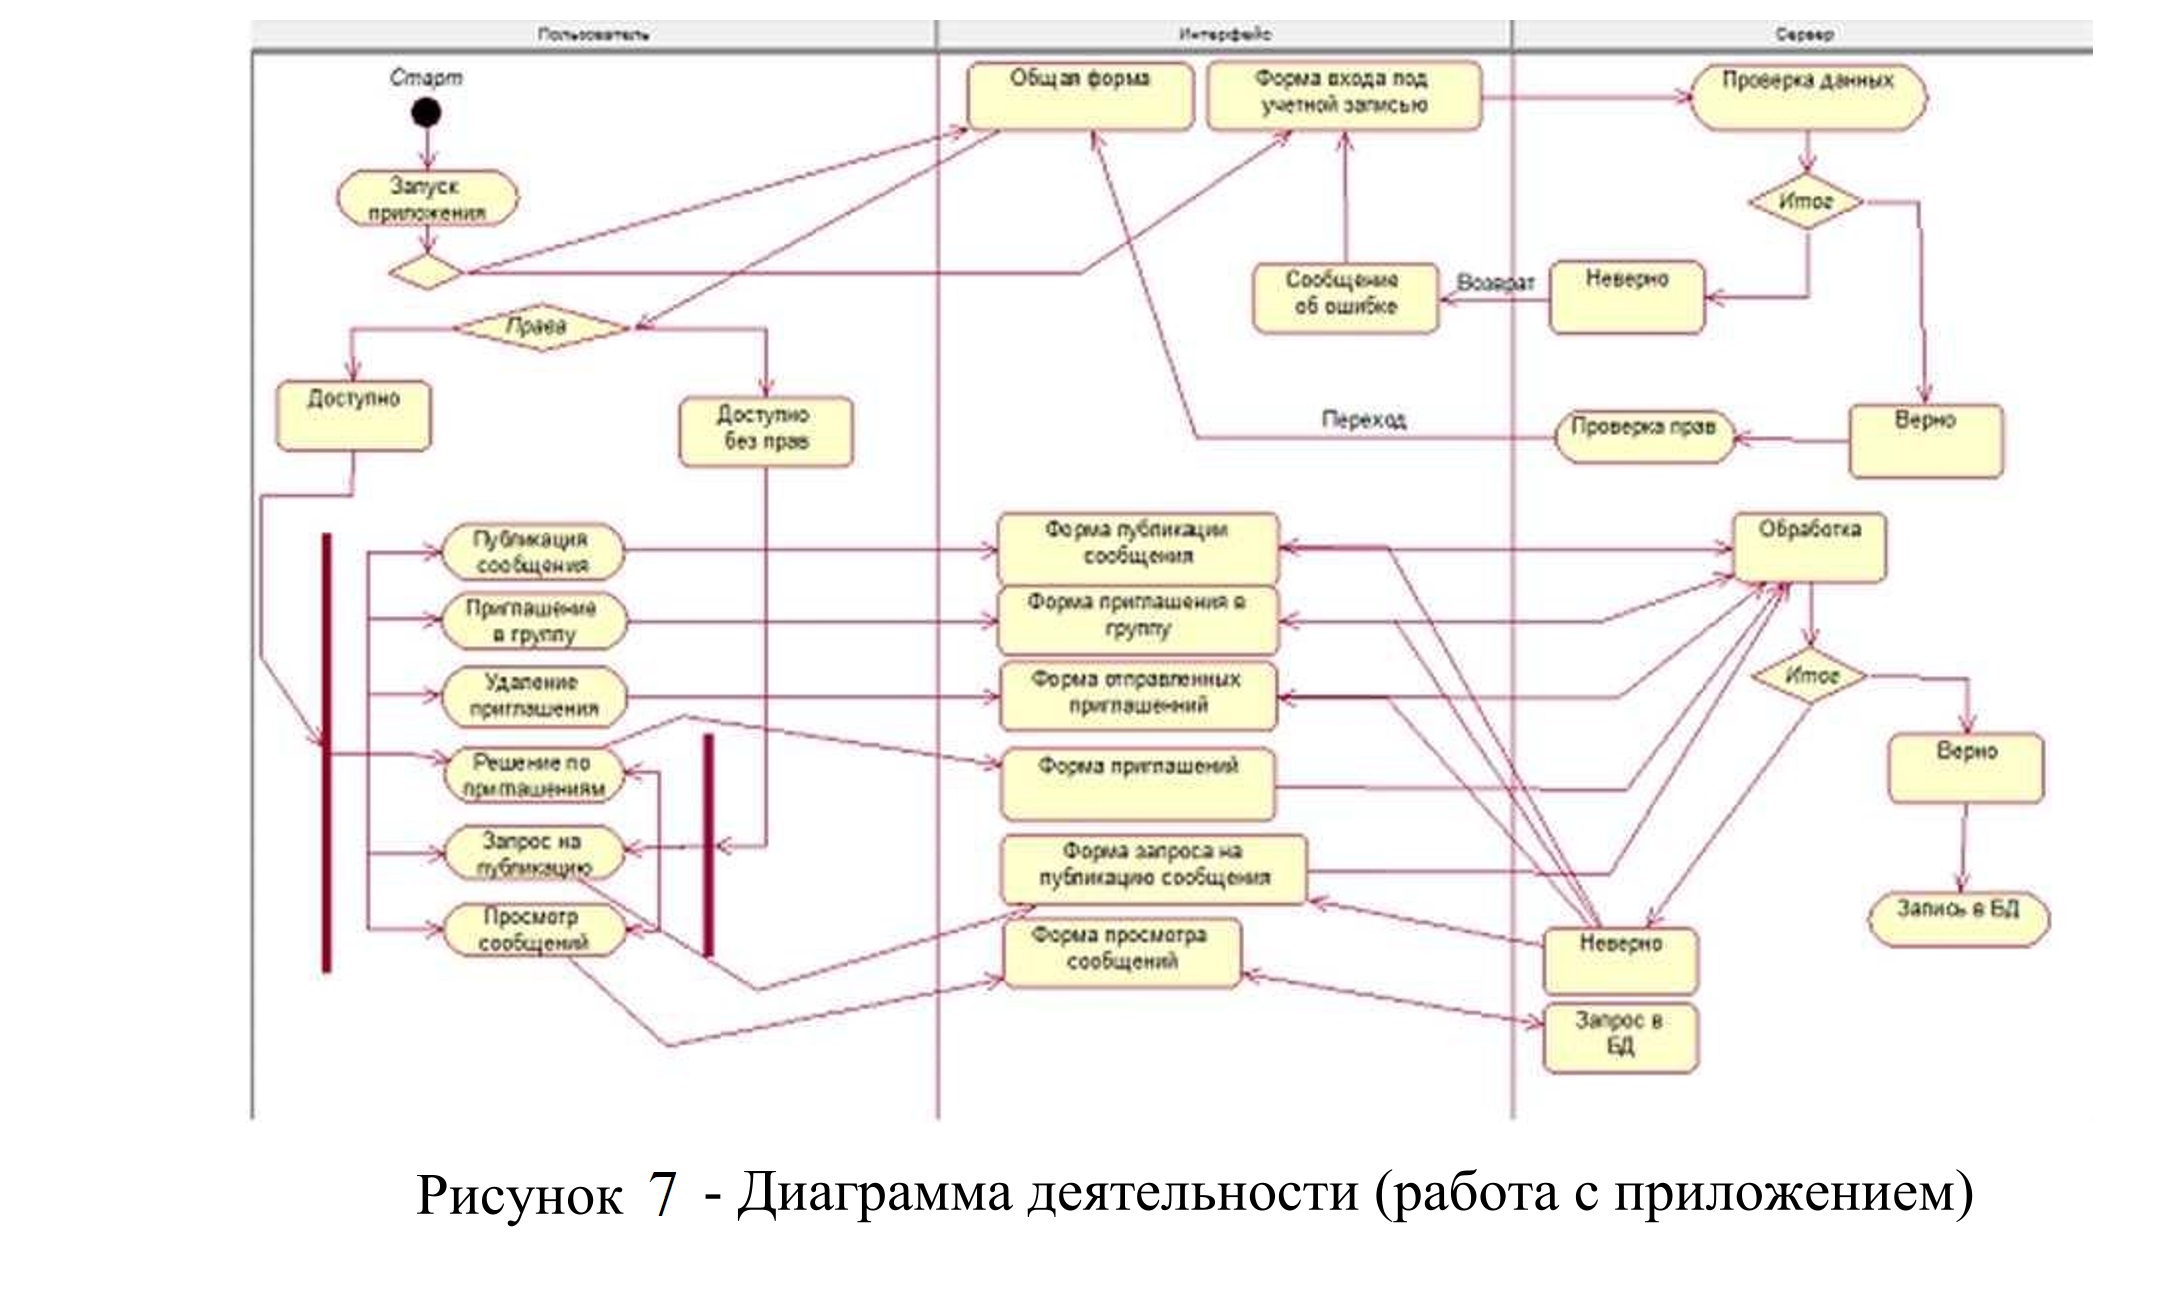 Пользователь
Интерфейс
Сервер
Старт
Общая форма
Форма входа под
учетной записью
Проверка данных
Запуск
приложения
Итог
Сообщение
об ошибке
Возврат
Неверно
Права
Доступно
Доступно
без прав
Переход
Проверка прав
Верно
Публикация
сообщения
Форма публикации
сообщения
Обработка
Приглашение
в группу
Форма приглашения в
группу
Удаление
приглашения
Форма отправленных
приглашенний
Итог
Решение по
приглашениям
Форма приглашений
Верно
Запрос на
публикацию
Форма запроса на
публикацию сообщения
Просмотр
сообщений
Форма просмотра
сообщений
Неверно
Запись в БД
Запрос в
БД
Рисунок 7 - Диаграмма деятельности (работа с приложением)